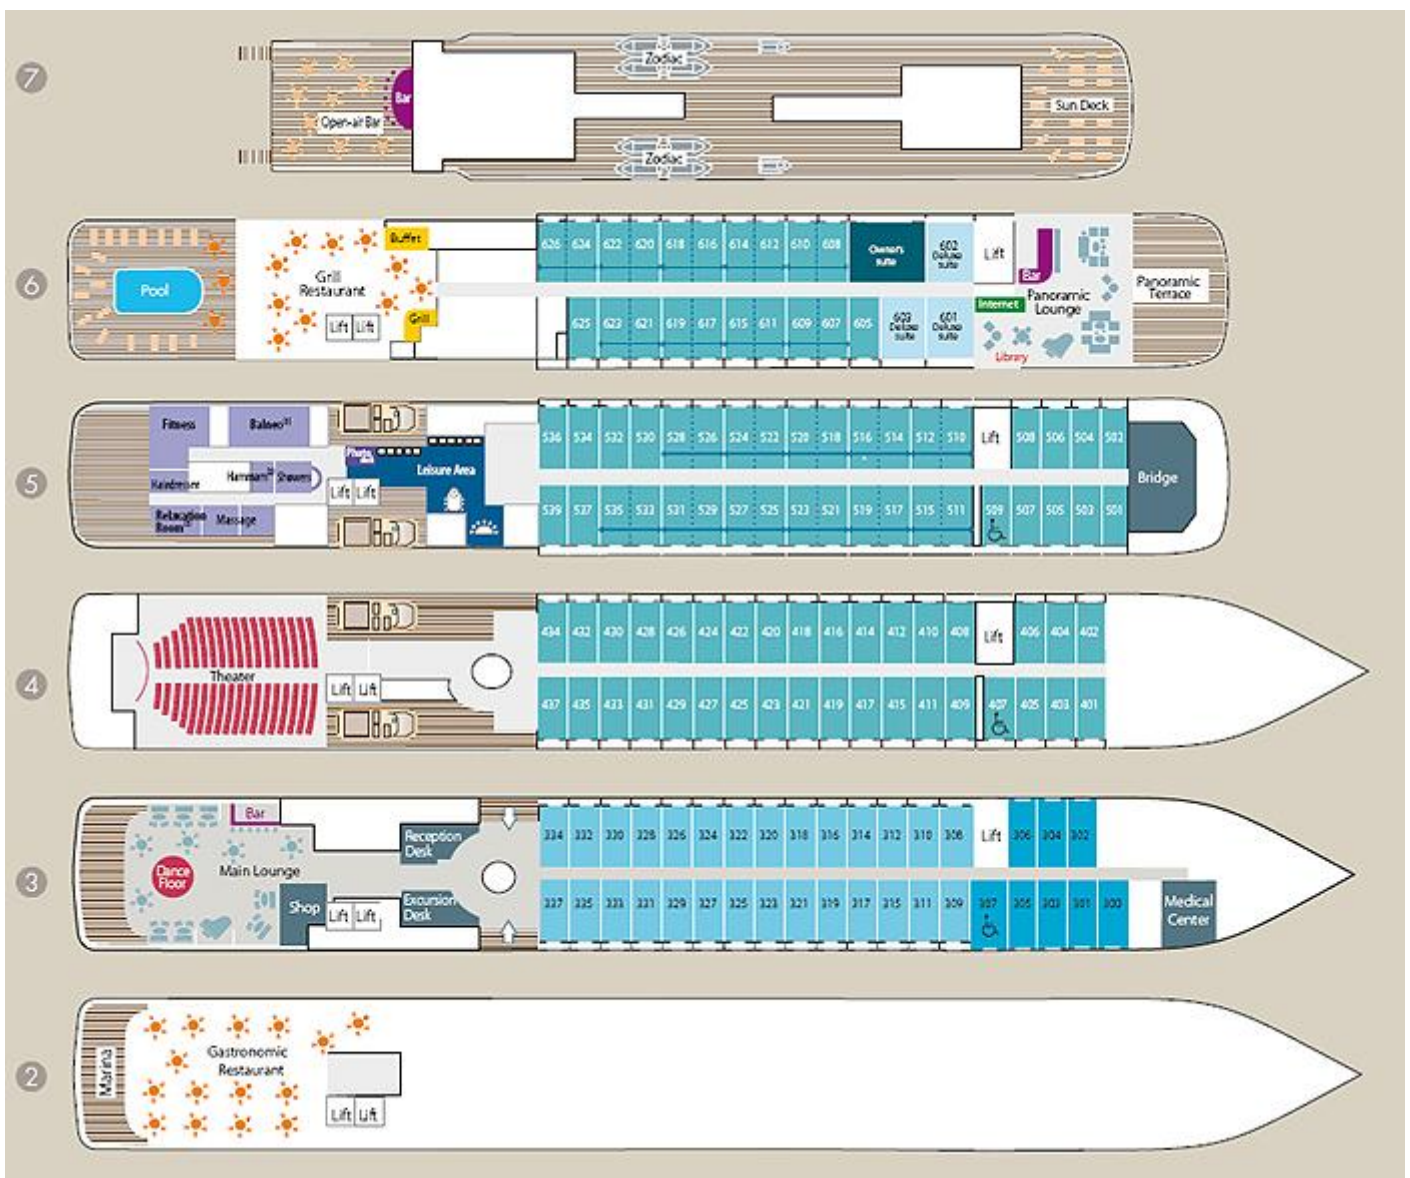 7
Zodiac
Bar
Open-air Bar
Sun Deck
Zodiac
6
Buffet
626 624 622 620 618 616 614 612 610 608
Owners
suite
602
Deluxe
suite
Lift
Bar
Pool
Grill
Restaurant
Lift Lift
Grill
Internet
Panoramic
Lounge
Panoramic
Terrace
625 623 621 619 617 615 611 609 607 605
603
Deluxe
suite
601
Deluxe
suite
Library
5
Fitness
Balneo
Photo
Leisure Area
536 534 532 530 528 526 524 522 520 518 516 514 512 510 Lift 508 506 504 502
Hairdresser
Hammam
Showers
Lift Lift
Bridge
Relaxation
Room
Massage
539 537 535 533 531 529 527 525 523 521 519 517 515 511 509 507 505 503 501
4
434 432 430 428 426 424 422 420 418 416 414 412 410 408 Lift 406 404 402
Theater
Lift Lift
437 435 433 431 429 427 425 423 421 419 417 415 411 409 407 405 403 401
3
Bar
Reception
Desk
334 332 330 328 326 324 322 320 318 316 314 312 310 308 Lift 306 304 302
Dance
Floor
Main Lounge
Shop
Lift Lift
Excursion
Desk
337 335 333 331 329 327 325 323 321 319 317 315 311 309 307 305 303 301 300
Medical
Center
2
Marina
Gastronomic
Restaurant
Lift Lift